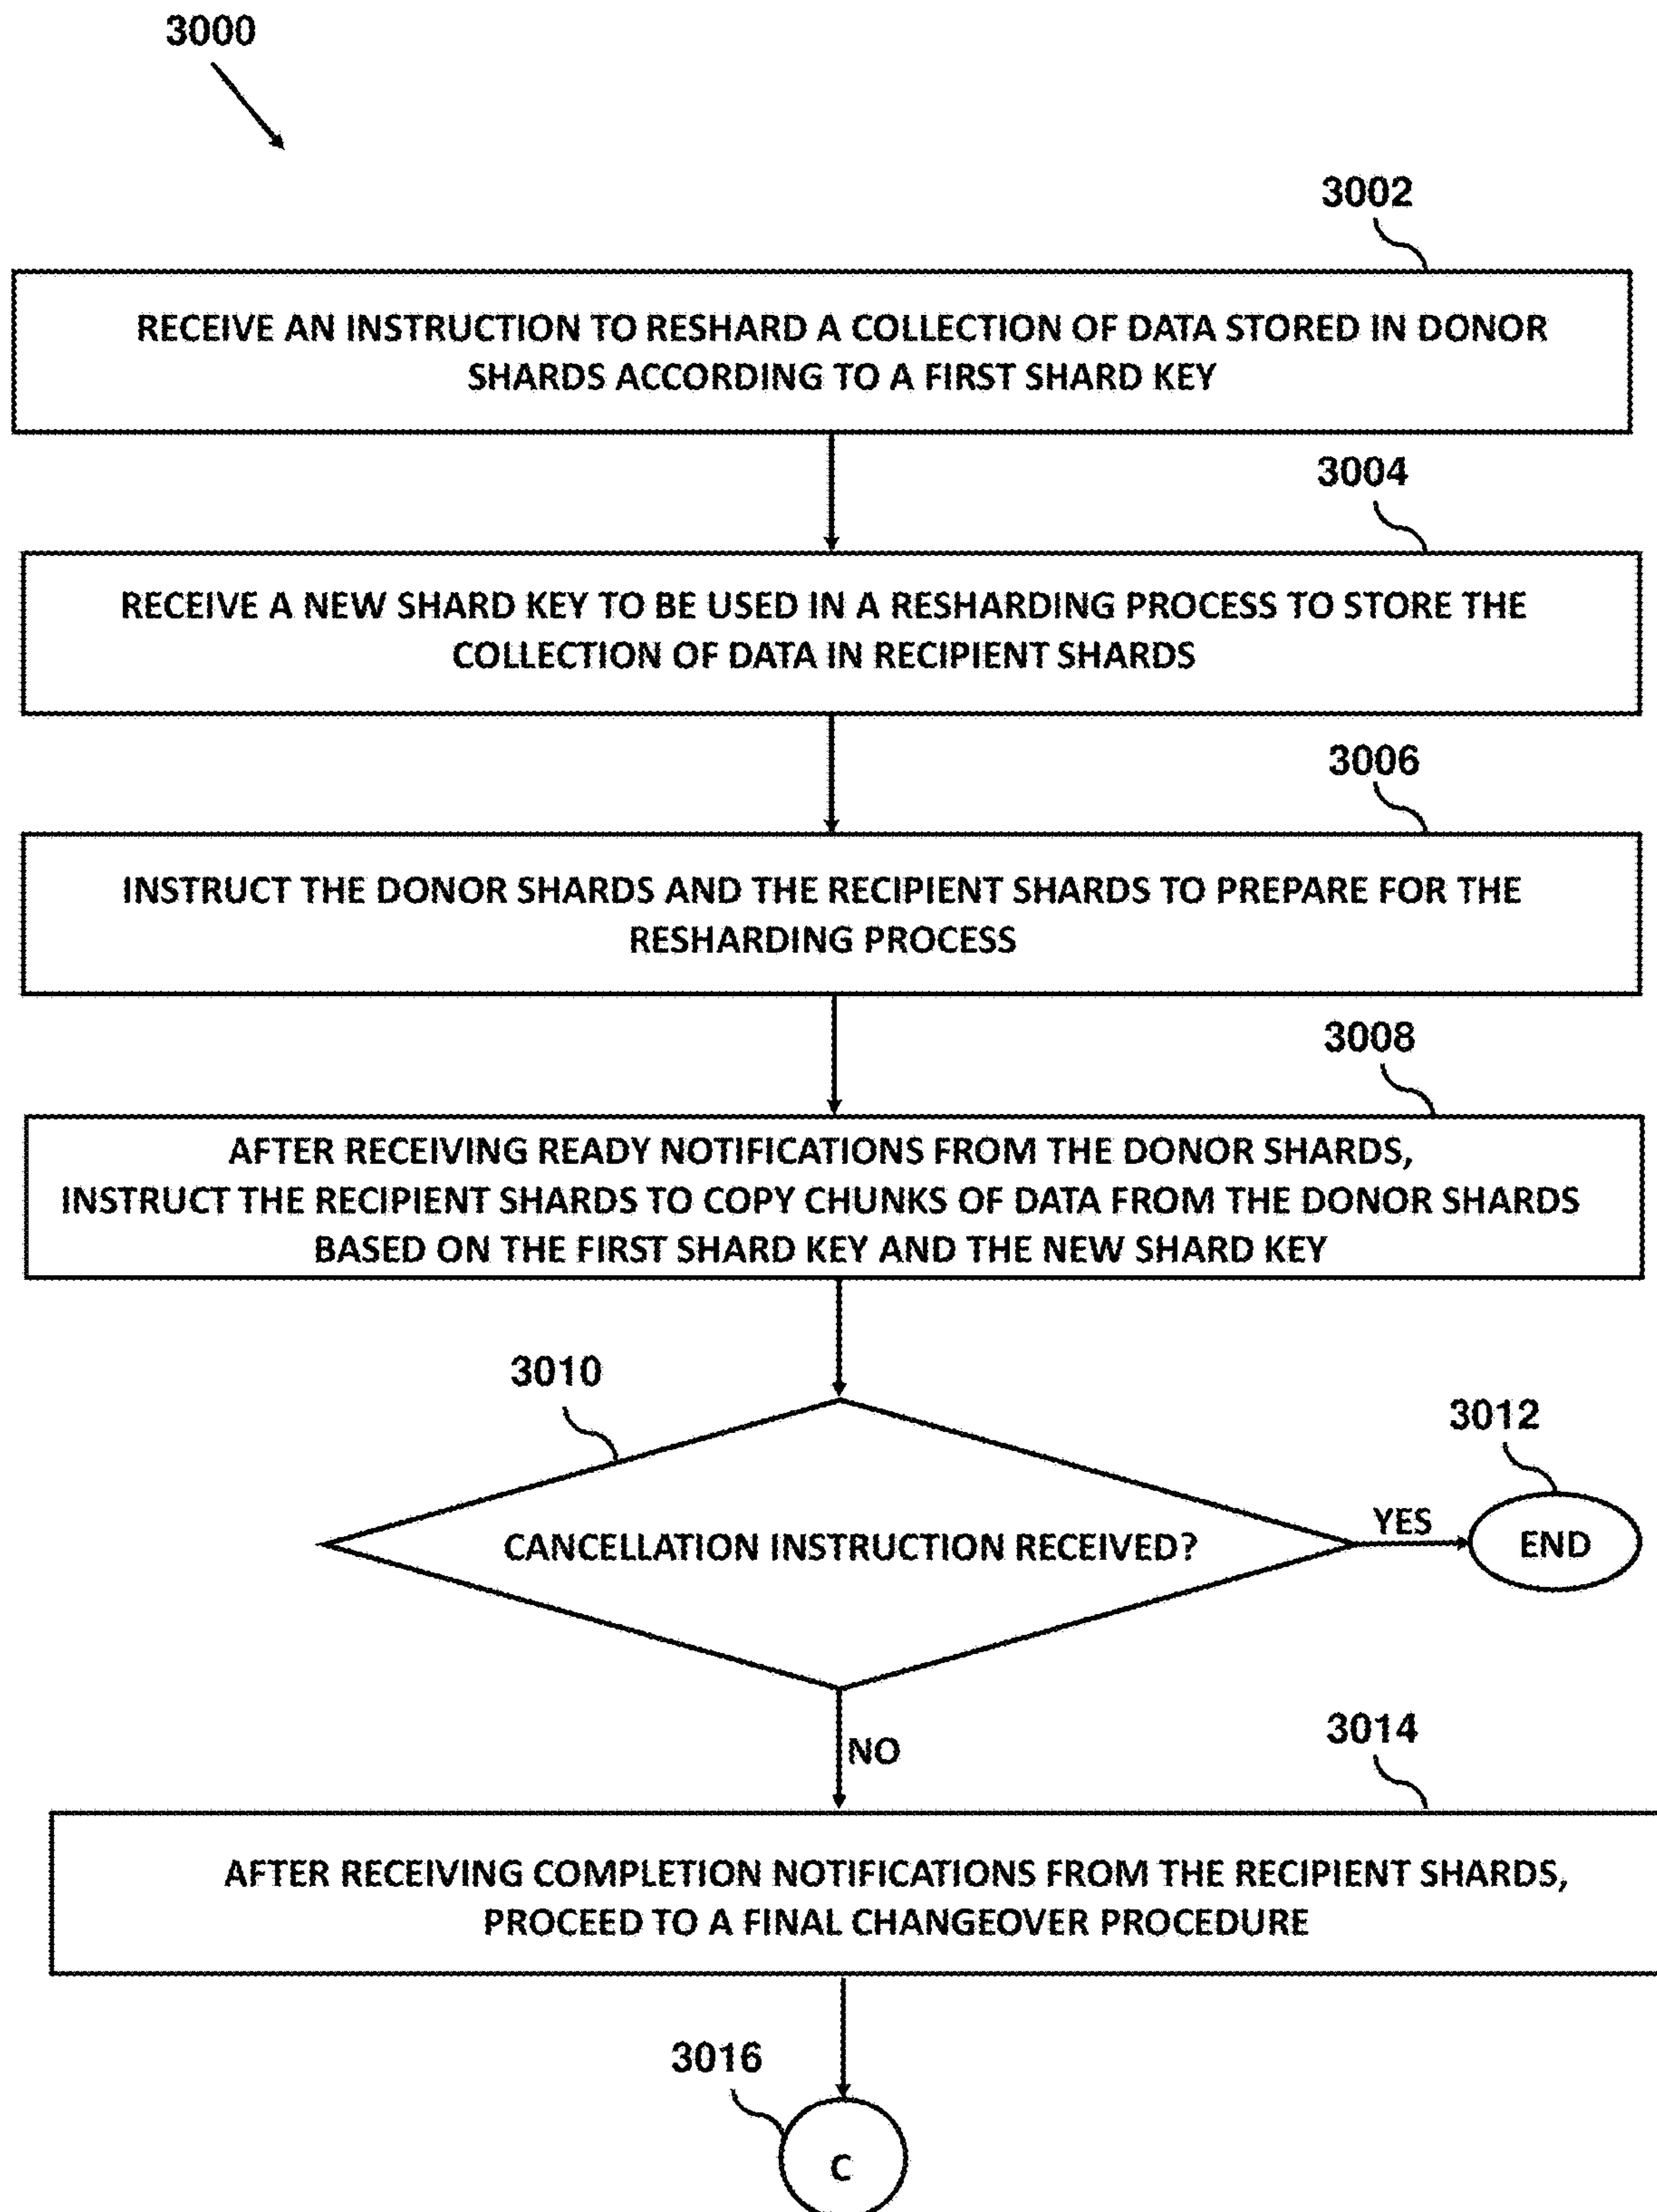 3000
3002
RECEIVE AN INSTRUCTION TO RESHARD A COLLECTION OF DATA STORED IN DONOR
SHARDS ACCORDING TO A FIRST SHARD KEY
3004
RECEIVE A NEW SHARD KEY TO BE USED IN A RESHARDING PROCESS TO STORE THE
COLLECTION OF DATA IN RECIPIENT SHARDS
3006
INSTRUCT THE DONOR SHARDS AND THE RECIPIENT SHARDS TO PREPARE FOR THE
RESHARDING PROCESS
3008
AFTER RECEIVING READY NOTIFICATIONS FROM THE DONOR SHARDS,
INSTRUCT THE RECIPIENT SHARDS TO COPY CHUNKS OF DATA FROM THE DONOR SHARDS
BASED ON THE FIRST SHARD KEY AND THE NEW SHARD KEY
3010
3012
CANCELLATION INSTRUCTION RECEIVED?
YES
END
NO
3014
AFTER RECEIVING COMPLETION NOTIFICATIONS FROM THE RECIPIENT SHARDS,
PROCEED TO A FINAL CHANGEOVER PROCEDURE
3016
C